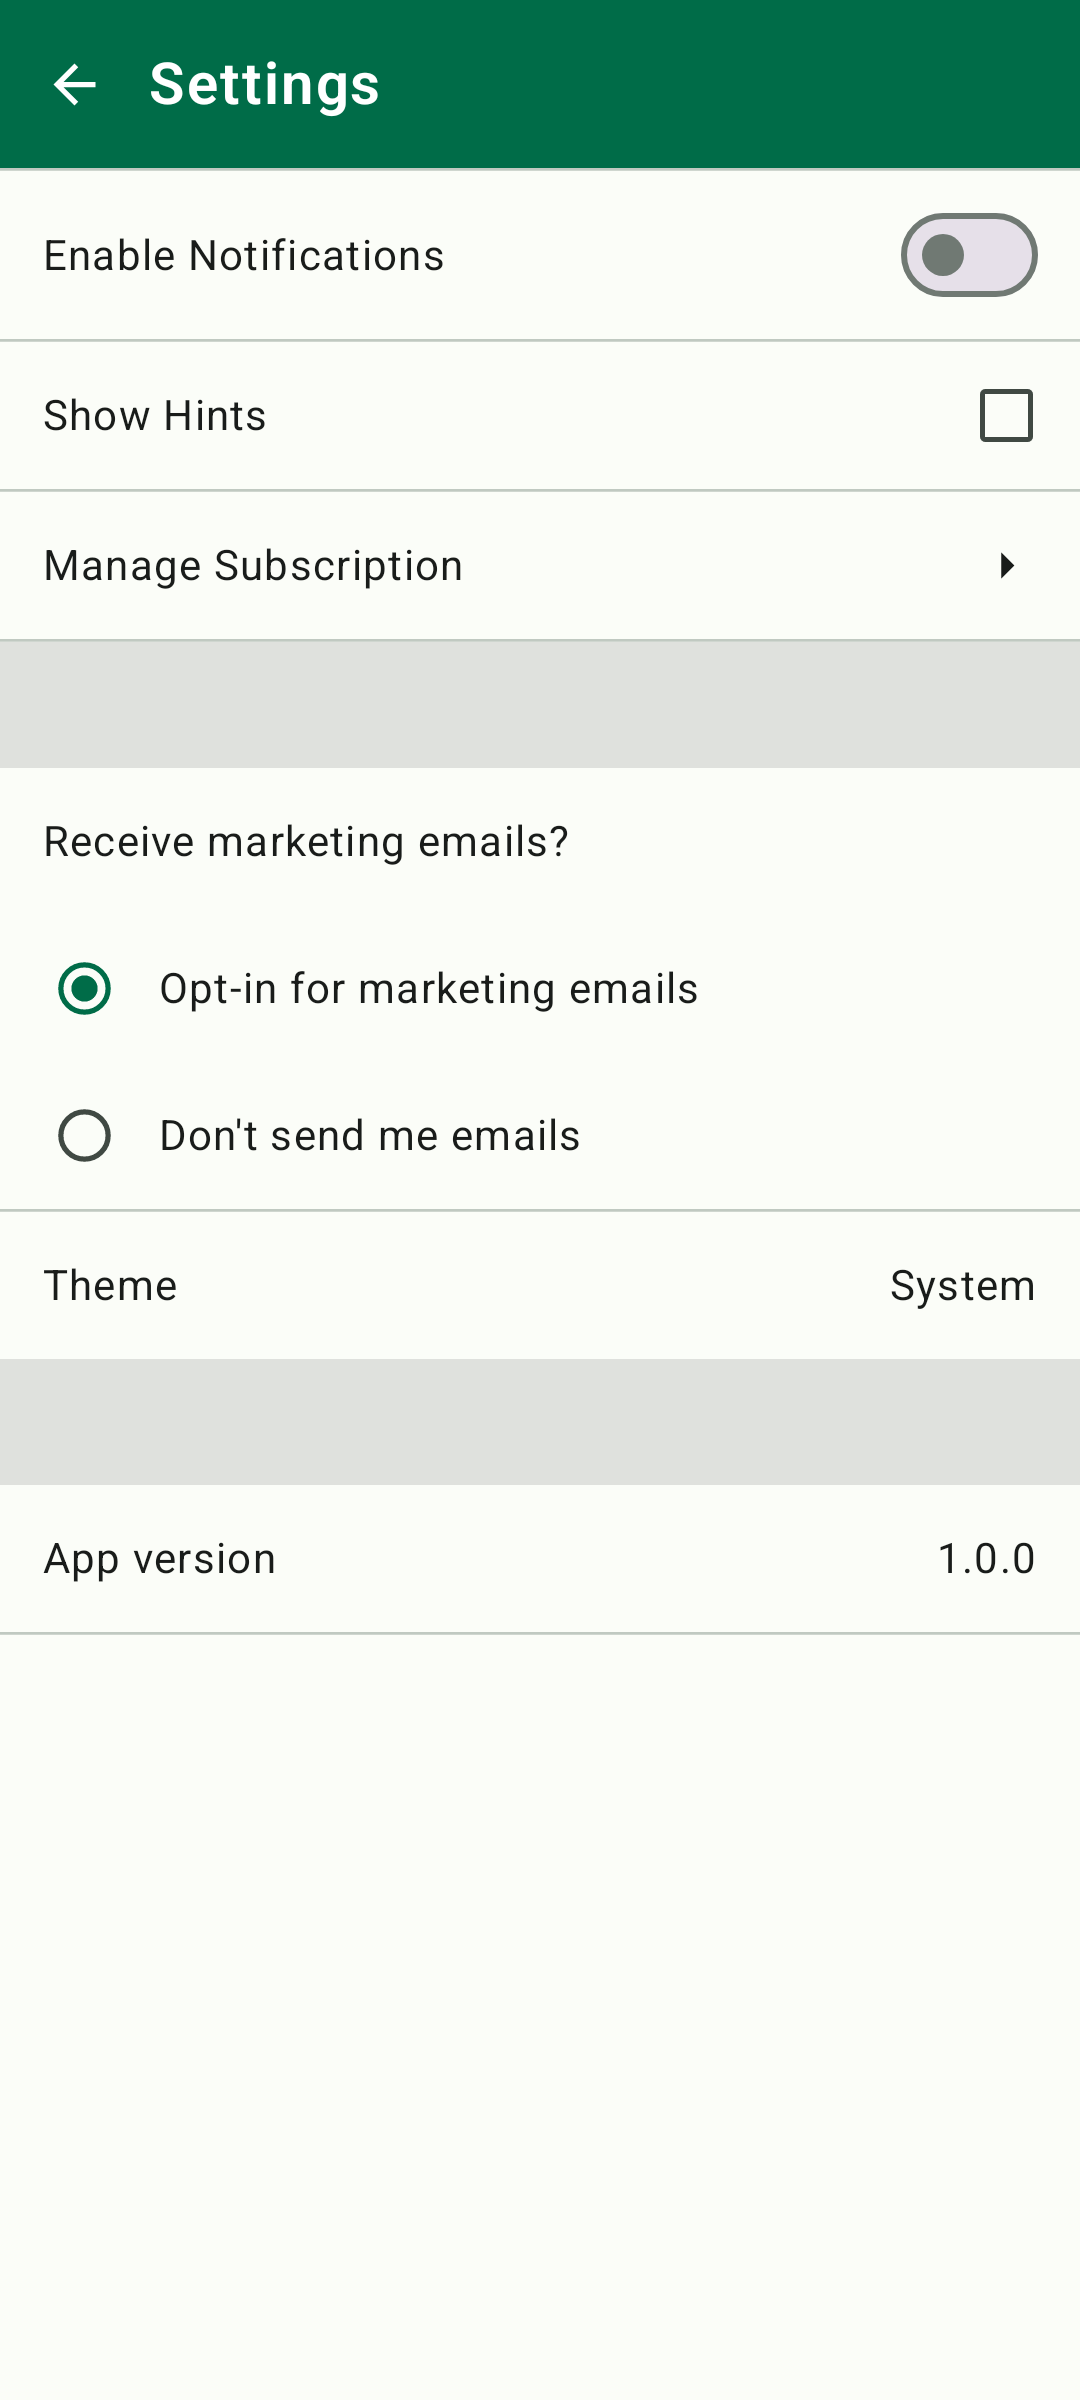 Settings
Enable Notifications
Show Hints
Manage Subscription
Receive marketing emails?
Opt-in for marketing emails
Don't send me emails
Theme System
App version 1.0.0